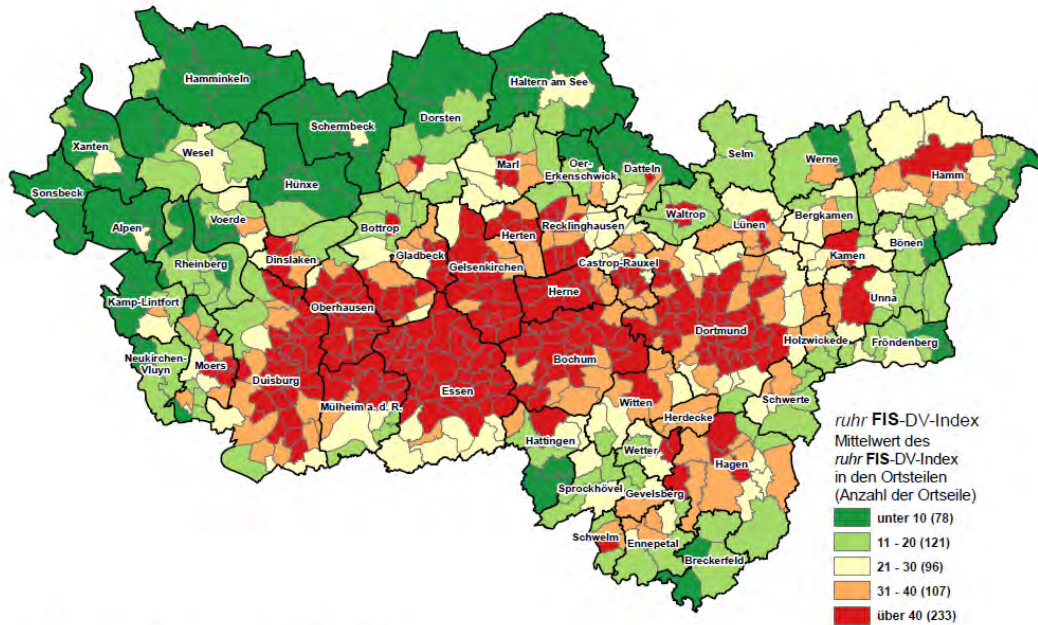 Hamminkeln
Haltern am See
Dorsten
Schermbeck
Xanten
Wesel
Selm
Werne
Marl
Oer-
Erkenschwick
Datteln
Hamm
Sonsbeck
Hünxe
Alpen
Voerde
Bottrop
Waltrop
Lünen
Bergkamen
Recklinghausen
Herten
Bönen
Rheinberg
Dinslaken
Gladbeck
Gelsenkirchen
Castrop-Rauxel
Kamen
Kamp-Lintfort
Oberhausen
Herne
Unna
Dortmund
Holzwickede
Fröndenberg
Neukirchen-
Vluyn
Moers
Duisburg
Bochum
Essen
Mülheim a. d. R.
Witten
Schwerte
Herdecke
Hattingen
Wetter
Hagen
Sprockhövel
Gevelsberg
Schwelm
Ennepetal
Breckerfeld
ruhr FIS-DV-Index
Mittelwert des
ruhr FIS-DV-Index
in den Ortsteilen
(Anzahl der Ortseile)
unter 10 (78)
11 - 20 (121)
21 - 30 (96)
31 - 40 (107)
über 40 (233)